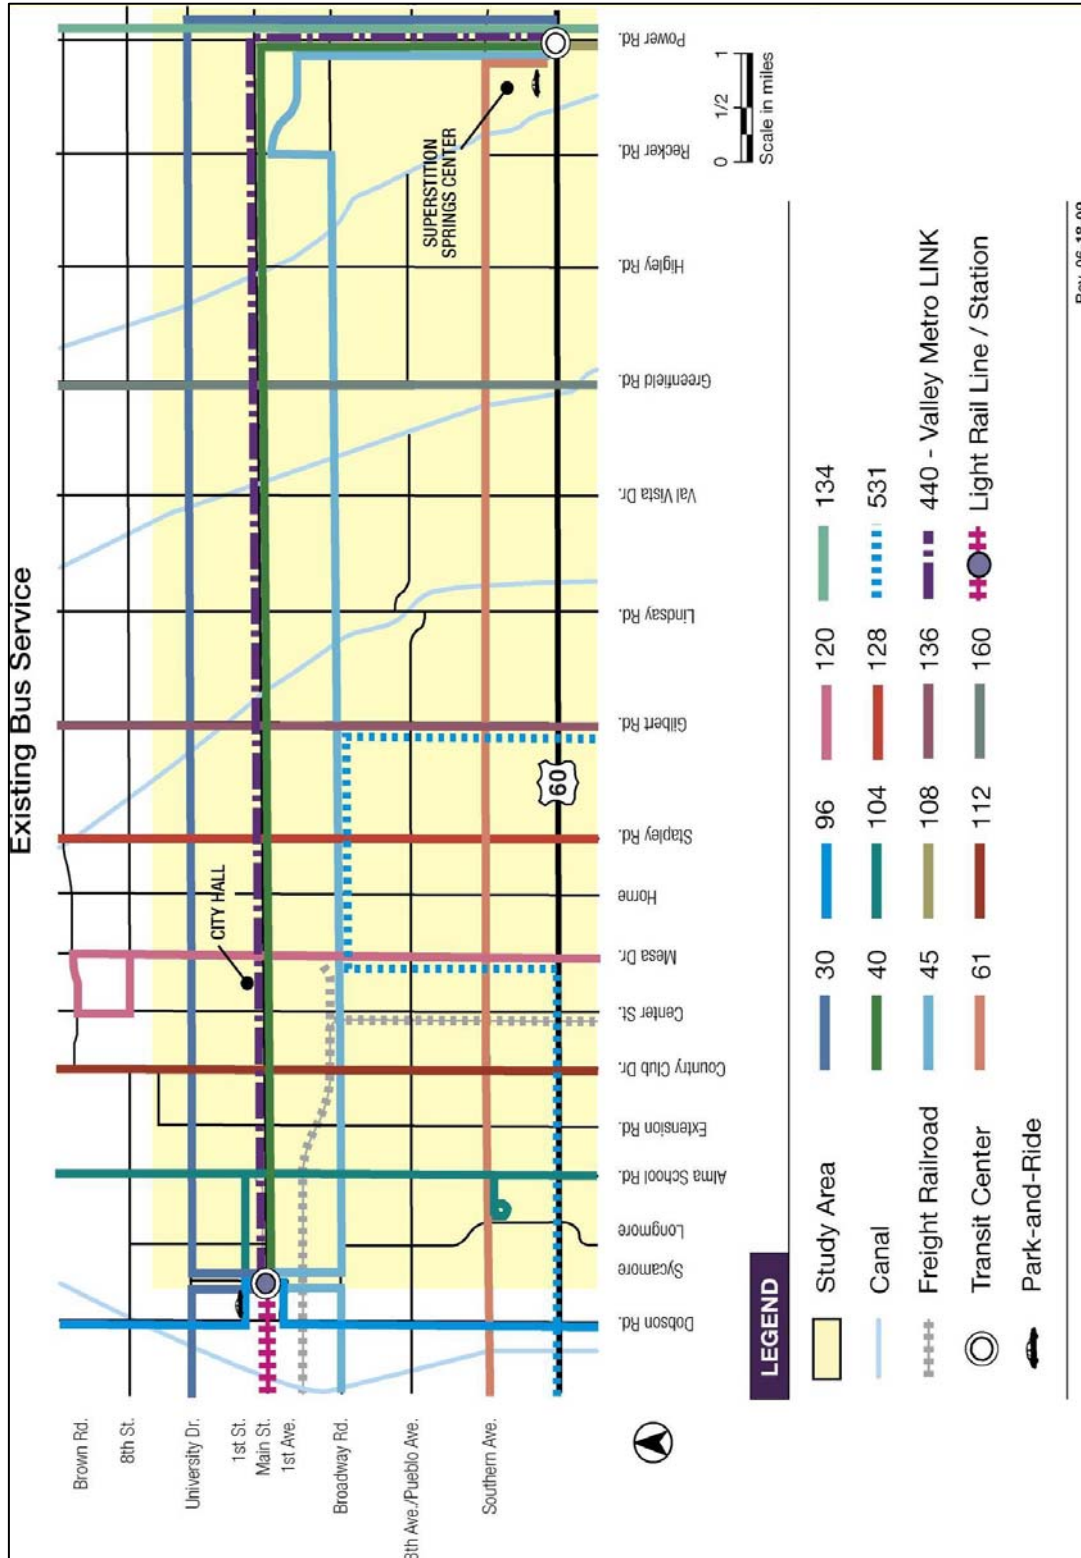 Existing Bus Service
Brown Rd.
8th St.
University Dr.
1st St.
Main St.
1st Ave.
Broadway Rd.
8th Ave./Pueblo Ave.
Southern Ave.
CITY HALL
SUPERSTITION
SPRINGS CENTER
60
Dobson Rd.
Sycamore
Longmore
Alma School Rd.
Extension Rd.
Country Club Dr.
Center St.
Mesa Dr.
Horne
Stapley Rd.
Gilbert Rd.
Lindsay Rd.
Val Vista Dr.
Greenfield Rd.
Higley Rd.
Recker Rd.
Power Rd.
0 1/2 1
Scale in miles
LEGEND
Study Area
Canal
Freight Railroad
Transit Center
Park-and-Ride
30
40
45
61
96
104
108
112
120
128
136
160
134
531
440 - Valley Metro LINK
Light Rail Line / Station
Rev. 06-18-09